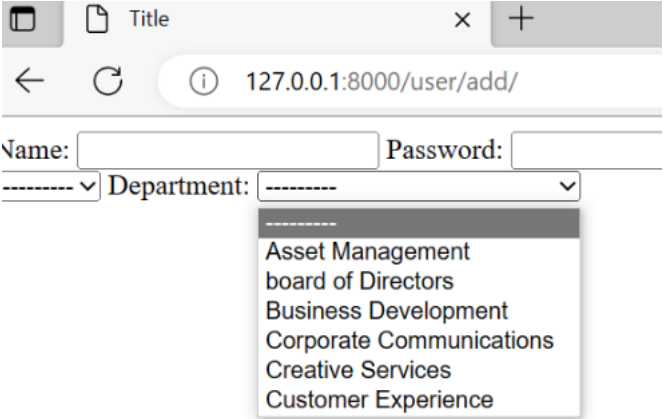 Title
127.0.0.1:8000/user/add/
Name: Password:
--------- Department: ---------
---------
Asset Management
board of Directors
Business Development
Corporate Communications
Creative Services
Customer Experience